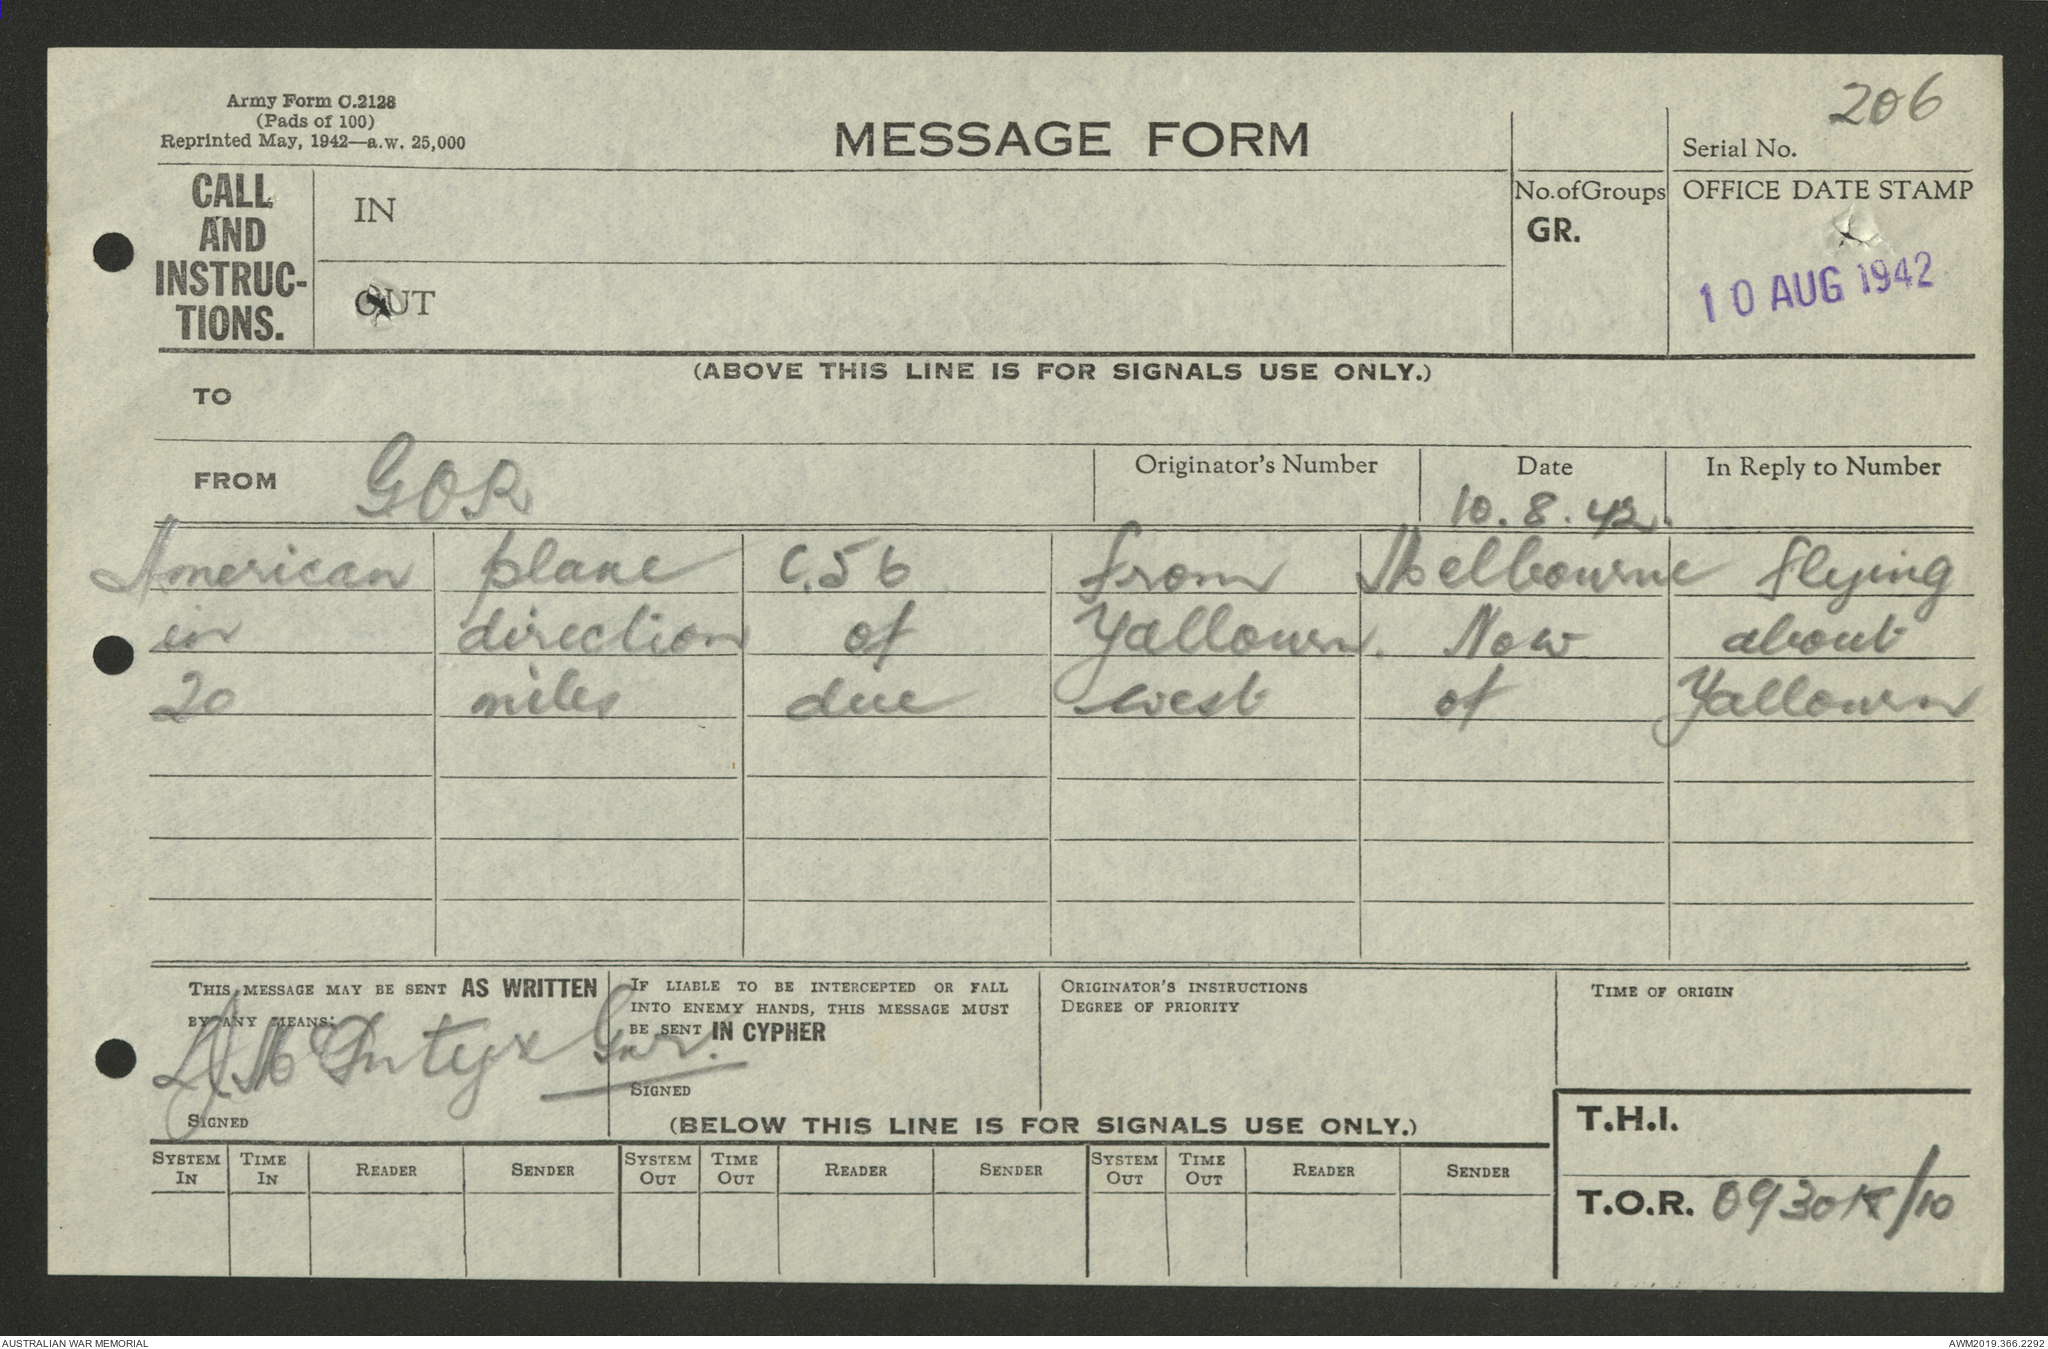 Army Form C.2128
(Pads of 100)
Reprinted May, 1942—a.w. 25,000
MESSAGE FORM
Serial No. 206
CALL AND INSTRUC-TIONS.
IN
OUT
No. of Groups
GR.
OFFICE DATE STAMP
10 AUG 1942
(ABOVE THIS LINE IS FOR SIGNALS USE ONLY.)
TO
FROM GOR
Originator's Number
Date
10.8.42.
In Reply to Number
American plane C.56 from Melbourne flying
in direction of Yallourn. Now about
20 miles due west of Yallourn
THIS MESSAGE MAY BE SENT AS WRITTEN
BY ANY MEANS:
J McIntyre Gnr.
SIGNED
IF LIABLE TO BE INTERCEPTED OR FALL
INTO ENEMY HANDS, THIS MESSAGE MUST
BE SENT IN CYPHER
SIGNED
ORIGINATOR'S INSTRUCTIONS
DEGREE OF PRIORITY
TIME OF ORIGIN
(BELOW THIS LINE IS FOR SIGNALS USE ONLY.)
T.H.I.
T.O.R. 0930K/10
SYSTEM IN
TIME IN
READER
SENDER
SYSTEM OUT
TIME OUT
READER
SENDER
SYSTEM OUT
TIME OUT
READER
SENDER
AUSTRALIAN WAR MEMORIAL
AWM2019.366.2292